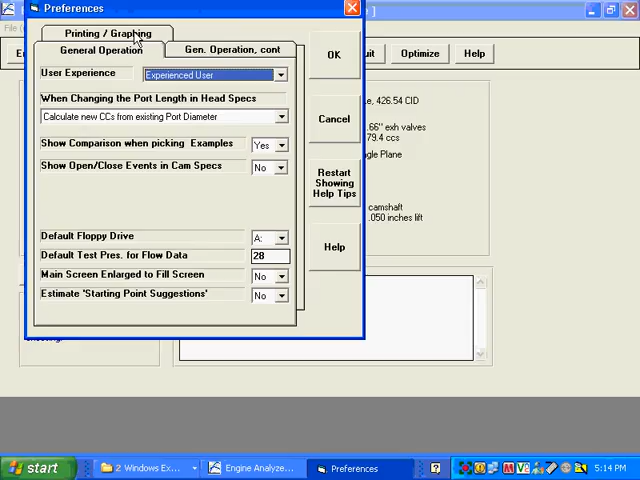 Preferences
]
File (
Printing / Graphing
General Operation
Gen. Operation, cont
OK
uit
Optimize
Help
User Experience
Experienced User
When Changing the Port Length in Head Specs
Calculate new CCs from existing Port Diameter
Cancel
Show Comparison when picking Examples
Yes
Show Open/Close Events in Cam Specs
No
Restart
Showing
Help Tips
Default Floppy Drive
A:
Default Test Pres. for Flow Data
28
Main Screen Enlarged to Fill Screen
No
Estimate 'Starting Point Suggestions'
No
Help
e, 426.54 CID
.66" exh valves
79.4 ccs
gle Plane
camshaft
.050 inches lift
start
2 Windows Ex...
Engine Analyze...
Preferences
?
5:14 PM